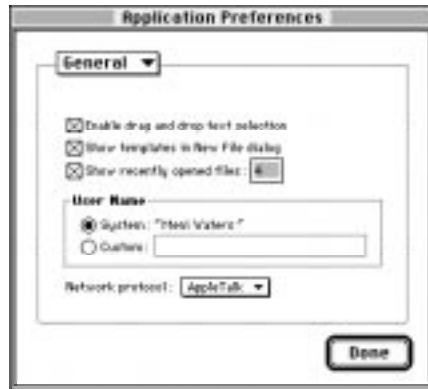 Application Preferences
General
Enable drag and drop text selection
Show templates in New File dialog
Show recently opened files:
User Name
System: "
Custom:
Network protocol: AppleTalk
Done